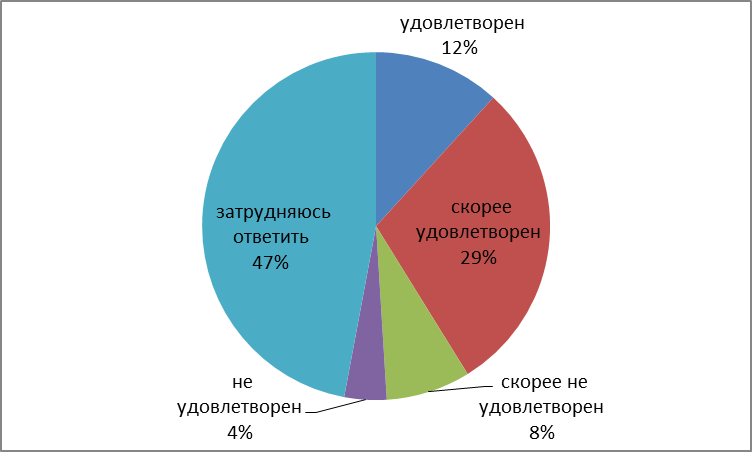 удовлетворен
12%
скорее
удовлетворен
29%
скорее не
удовлетворен
8%
не
удовлетворен
4%
затрудняюсь
ответить
47%